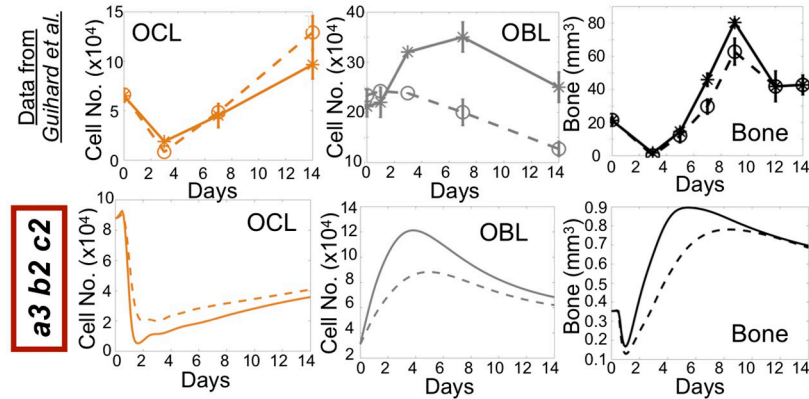 Data from
Guihard et al.
Cell No. (x10⁴)
15
10
5
0
OCL
0 2 4 6 8 10 12 14
Days
Cell No. (x10⁴)
40
30
20
10
OBL
0 2 4 6 8 10 12 14
Days
Bone (mm³)
80
60
40
20
0
Bone
0 2 4 6 8 10 12 14
Days
a3 b2 c2
Cell No. (x10⁴)
10
8
6
4
2
0
OCL
0 2 4 6 8 10 12 14
Days
Cell No. (x10⁴)
14
12
10
8
6
4
2
OBL
0 2 4 6 8 10 12 14
Days
Bone (mm³)
0.9
0.8
0.7
0.6
0.5
0.4
0.3
0.2
0.1
Bone
0 2 4 6 8 10 12 14
Days